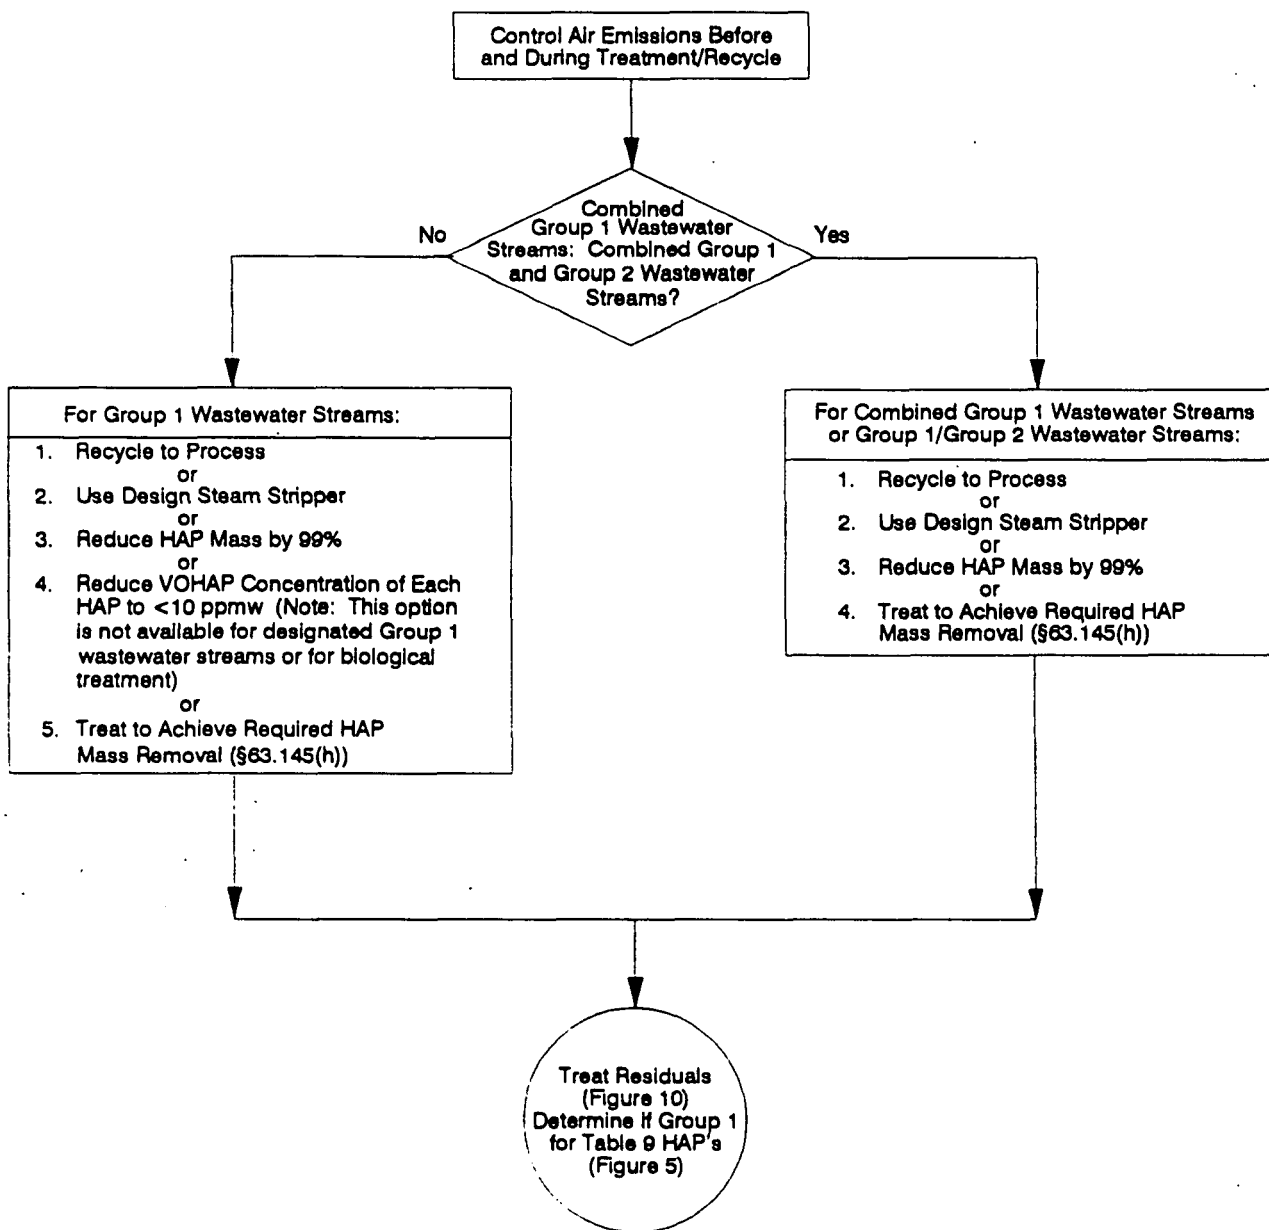 Control Air Emissions Before
and During Treatment/Recycle
Combined
Group 1 Wastewater
Streams: Combined Group 1
and Group 2 Wastewater
Streams?
No
Yes
For Group 1 Wastewater Streams:
1. Recycle to Process
or
2. Use Design Steam Stripper
or
3. Reduce HAP Mass by 99%
or
4. Reduce VOHAP Concentration of Each
HAP to <10 ppmw (Note: This option
is not available for designated Group 1
wastewater streams or for biological
treatment)
or
5. Treat to Achieve Required HAP
Mass Removal (§63.145(h))
For Combined Group 1 Wastewater Streams
or Group 1/Group 2 Wastewater Streams:
1. Recycle to Process
or
2. Use Design Steam Stripper
or
3. Reduce HAP Mass by 99%
or
4. Treat to Achieve Required HAP
Mass Removal (§63.145(h))
Treat Residuals
(Figure 10)
Determine if Group 1
for Table 9 HAP's
(Figure 5)